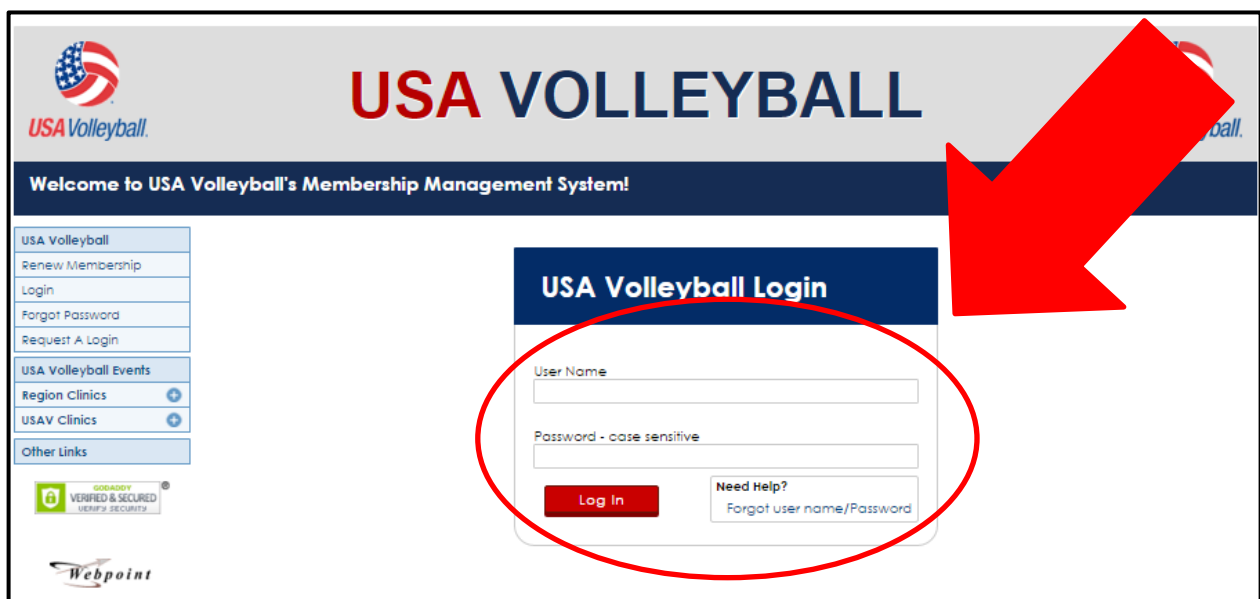 USA Volleyball.
USA VOLLEYBALL
ball.
Welcome to USA Volleyball's Membership Management System!
USA Volleyball
Renew Membership
Login
Forgot Password
Request A Login
USA Volleyball Events
Region Clinics
USAV Clinics
Other Links
GODADDY
VERIFIED & SECURED
VERIFY SECURITY
®
Webpoint
USA Volleyball Login
User Name
Password - case sensitive
Log In
Need Help?
Forgot user name/Password